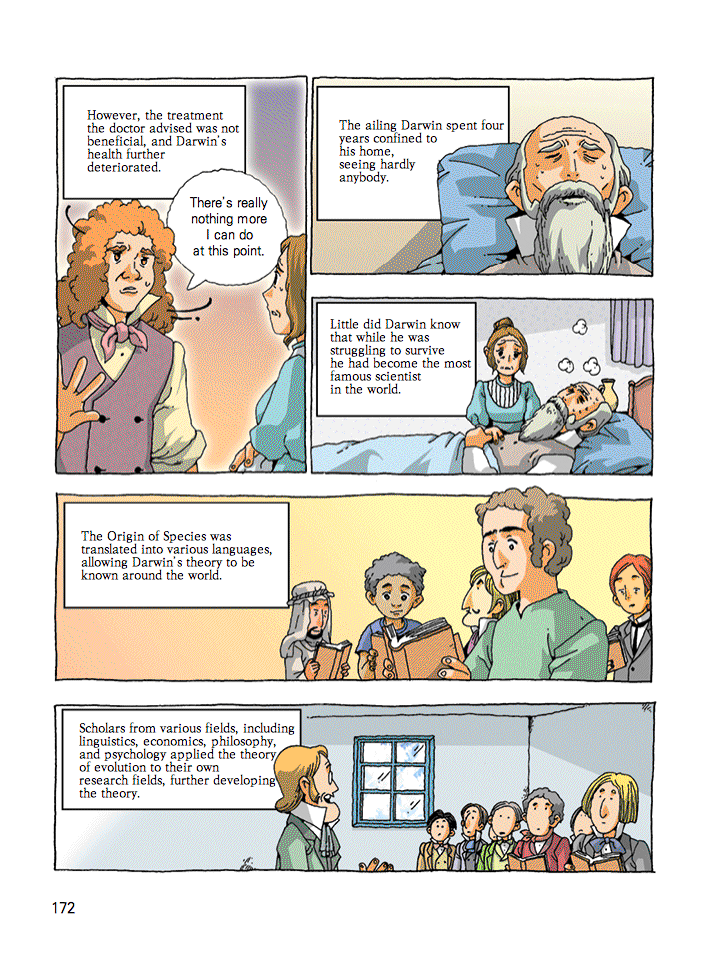 However, the treatment
the doctor advised was not
beneficial, and Darwin's
health further
deteriorated.
There's really
nothing more
I can do
at this point.
The ailing Darwin spent four
years confined to
his home,
seeing hardly
anybody.
Little did Darwin know
that while he was
struggling to survive
he had become the most
famous scientist
in the world.
The Origin of Species was
translated into various languages,
allowing Darwin's theory to be
known around the world.
Scholars from various fields, including
linguistics, economics, philosophy,
and psychology applied the theory
of evolution to their own
research fields, further developing
the theory.
172